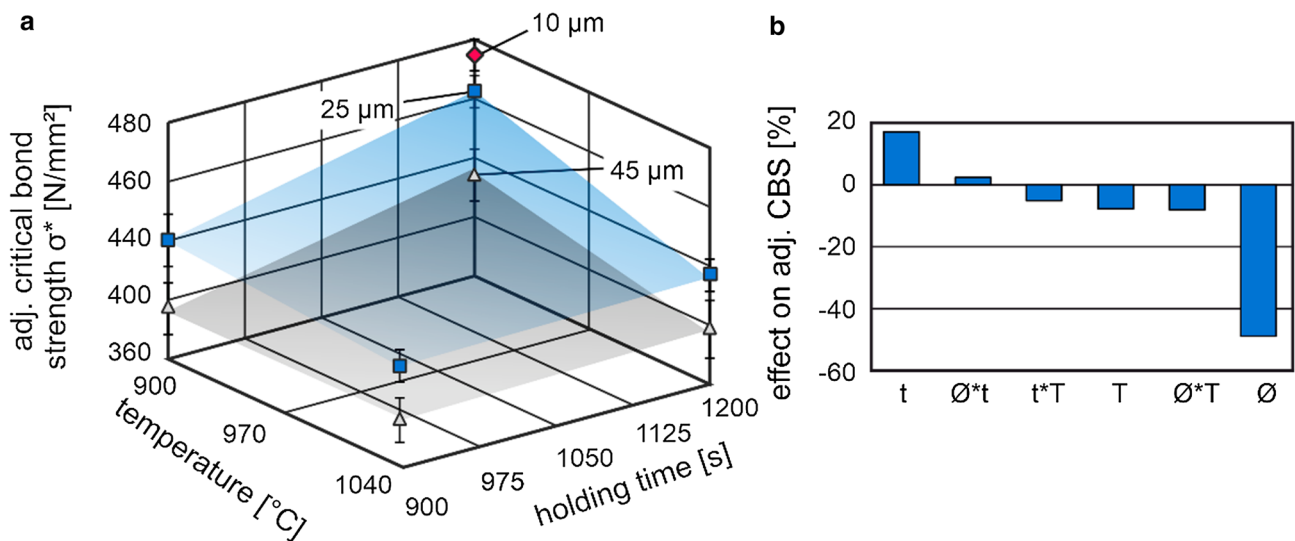 a
10 µm
25 µm
45 µm
adj. critical bond
strength σ* [N/mm²]
480
460
440
400
360
900
970
1040
temperature [°C]
900
975
1050
1125
1200
holding time [s]
b
effect on adj. CBS [%]
20
0
-20
-40
-60
t
Ø*t
t*T
T
Ø*T
Ø